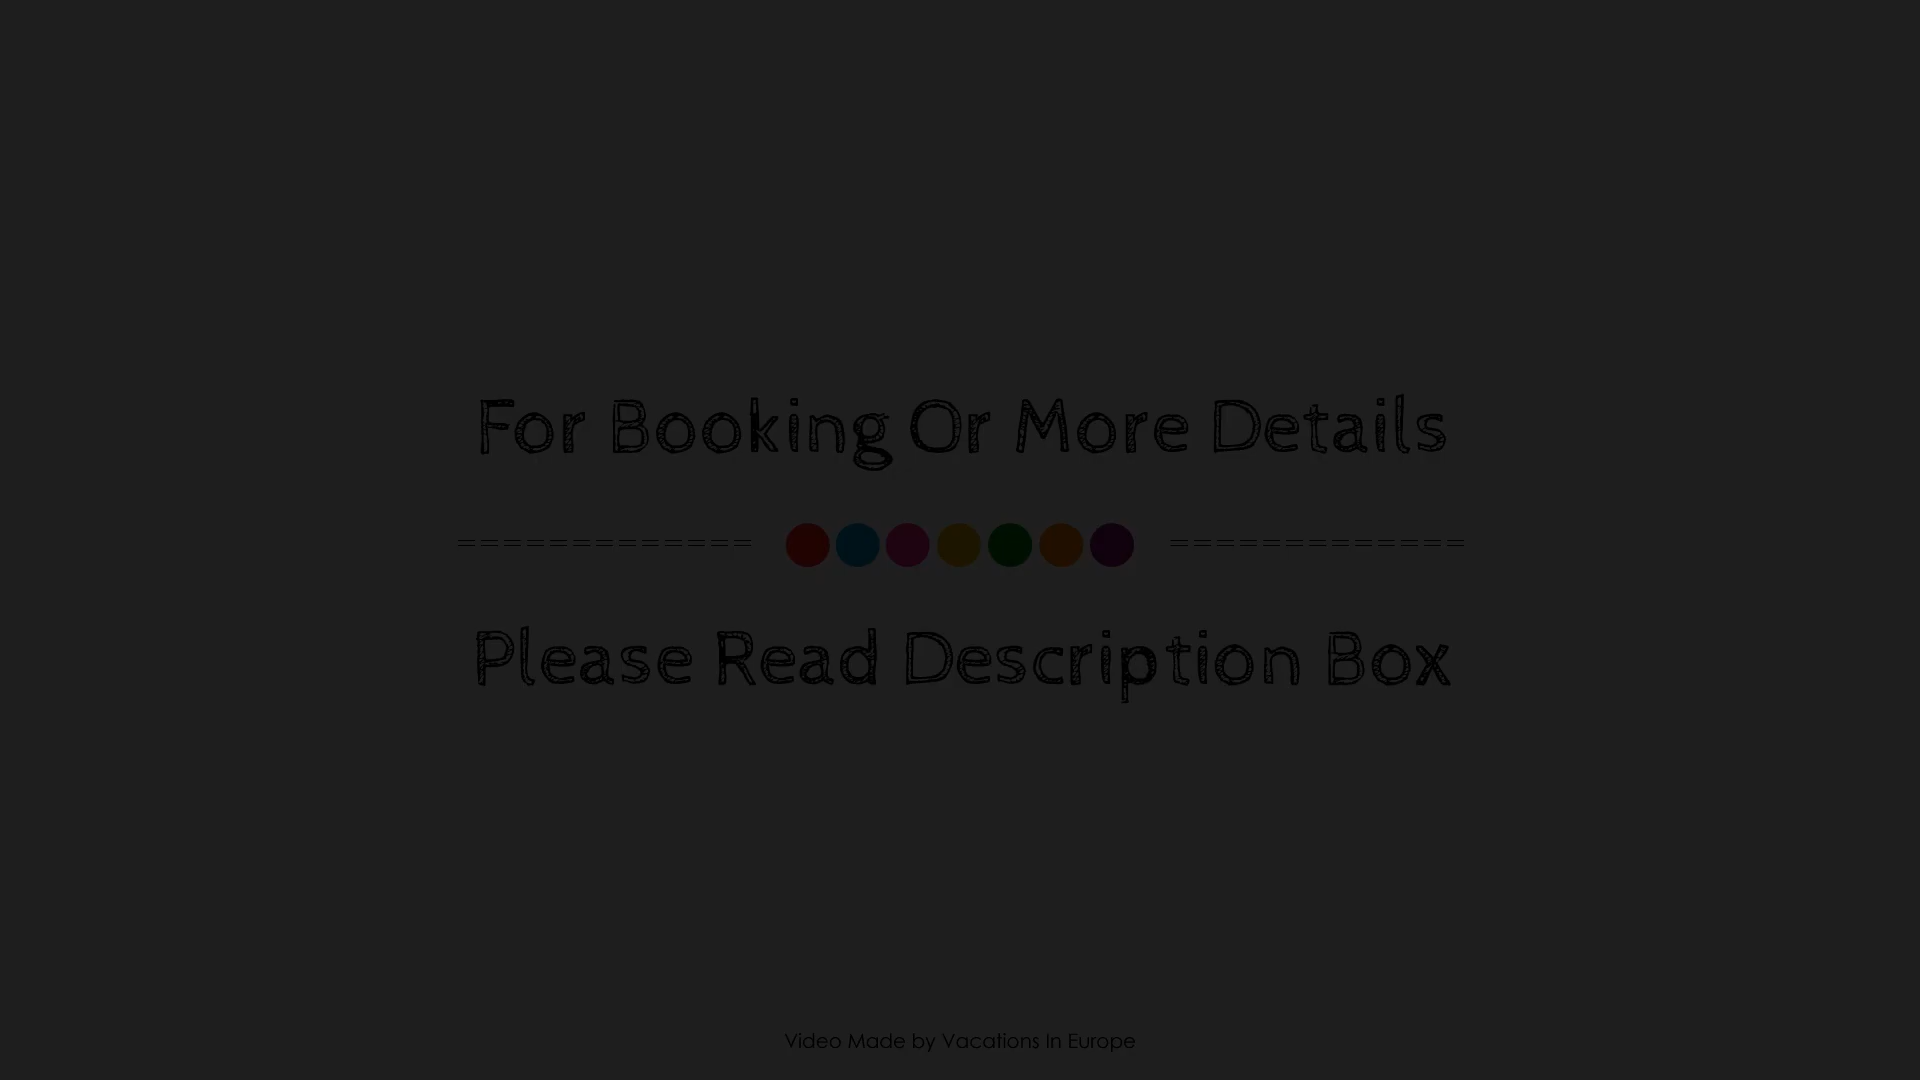 For Booking Or More Details
============= =============
Please Read Description Box
Video Made by Vacations In Europe